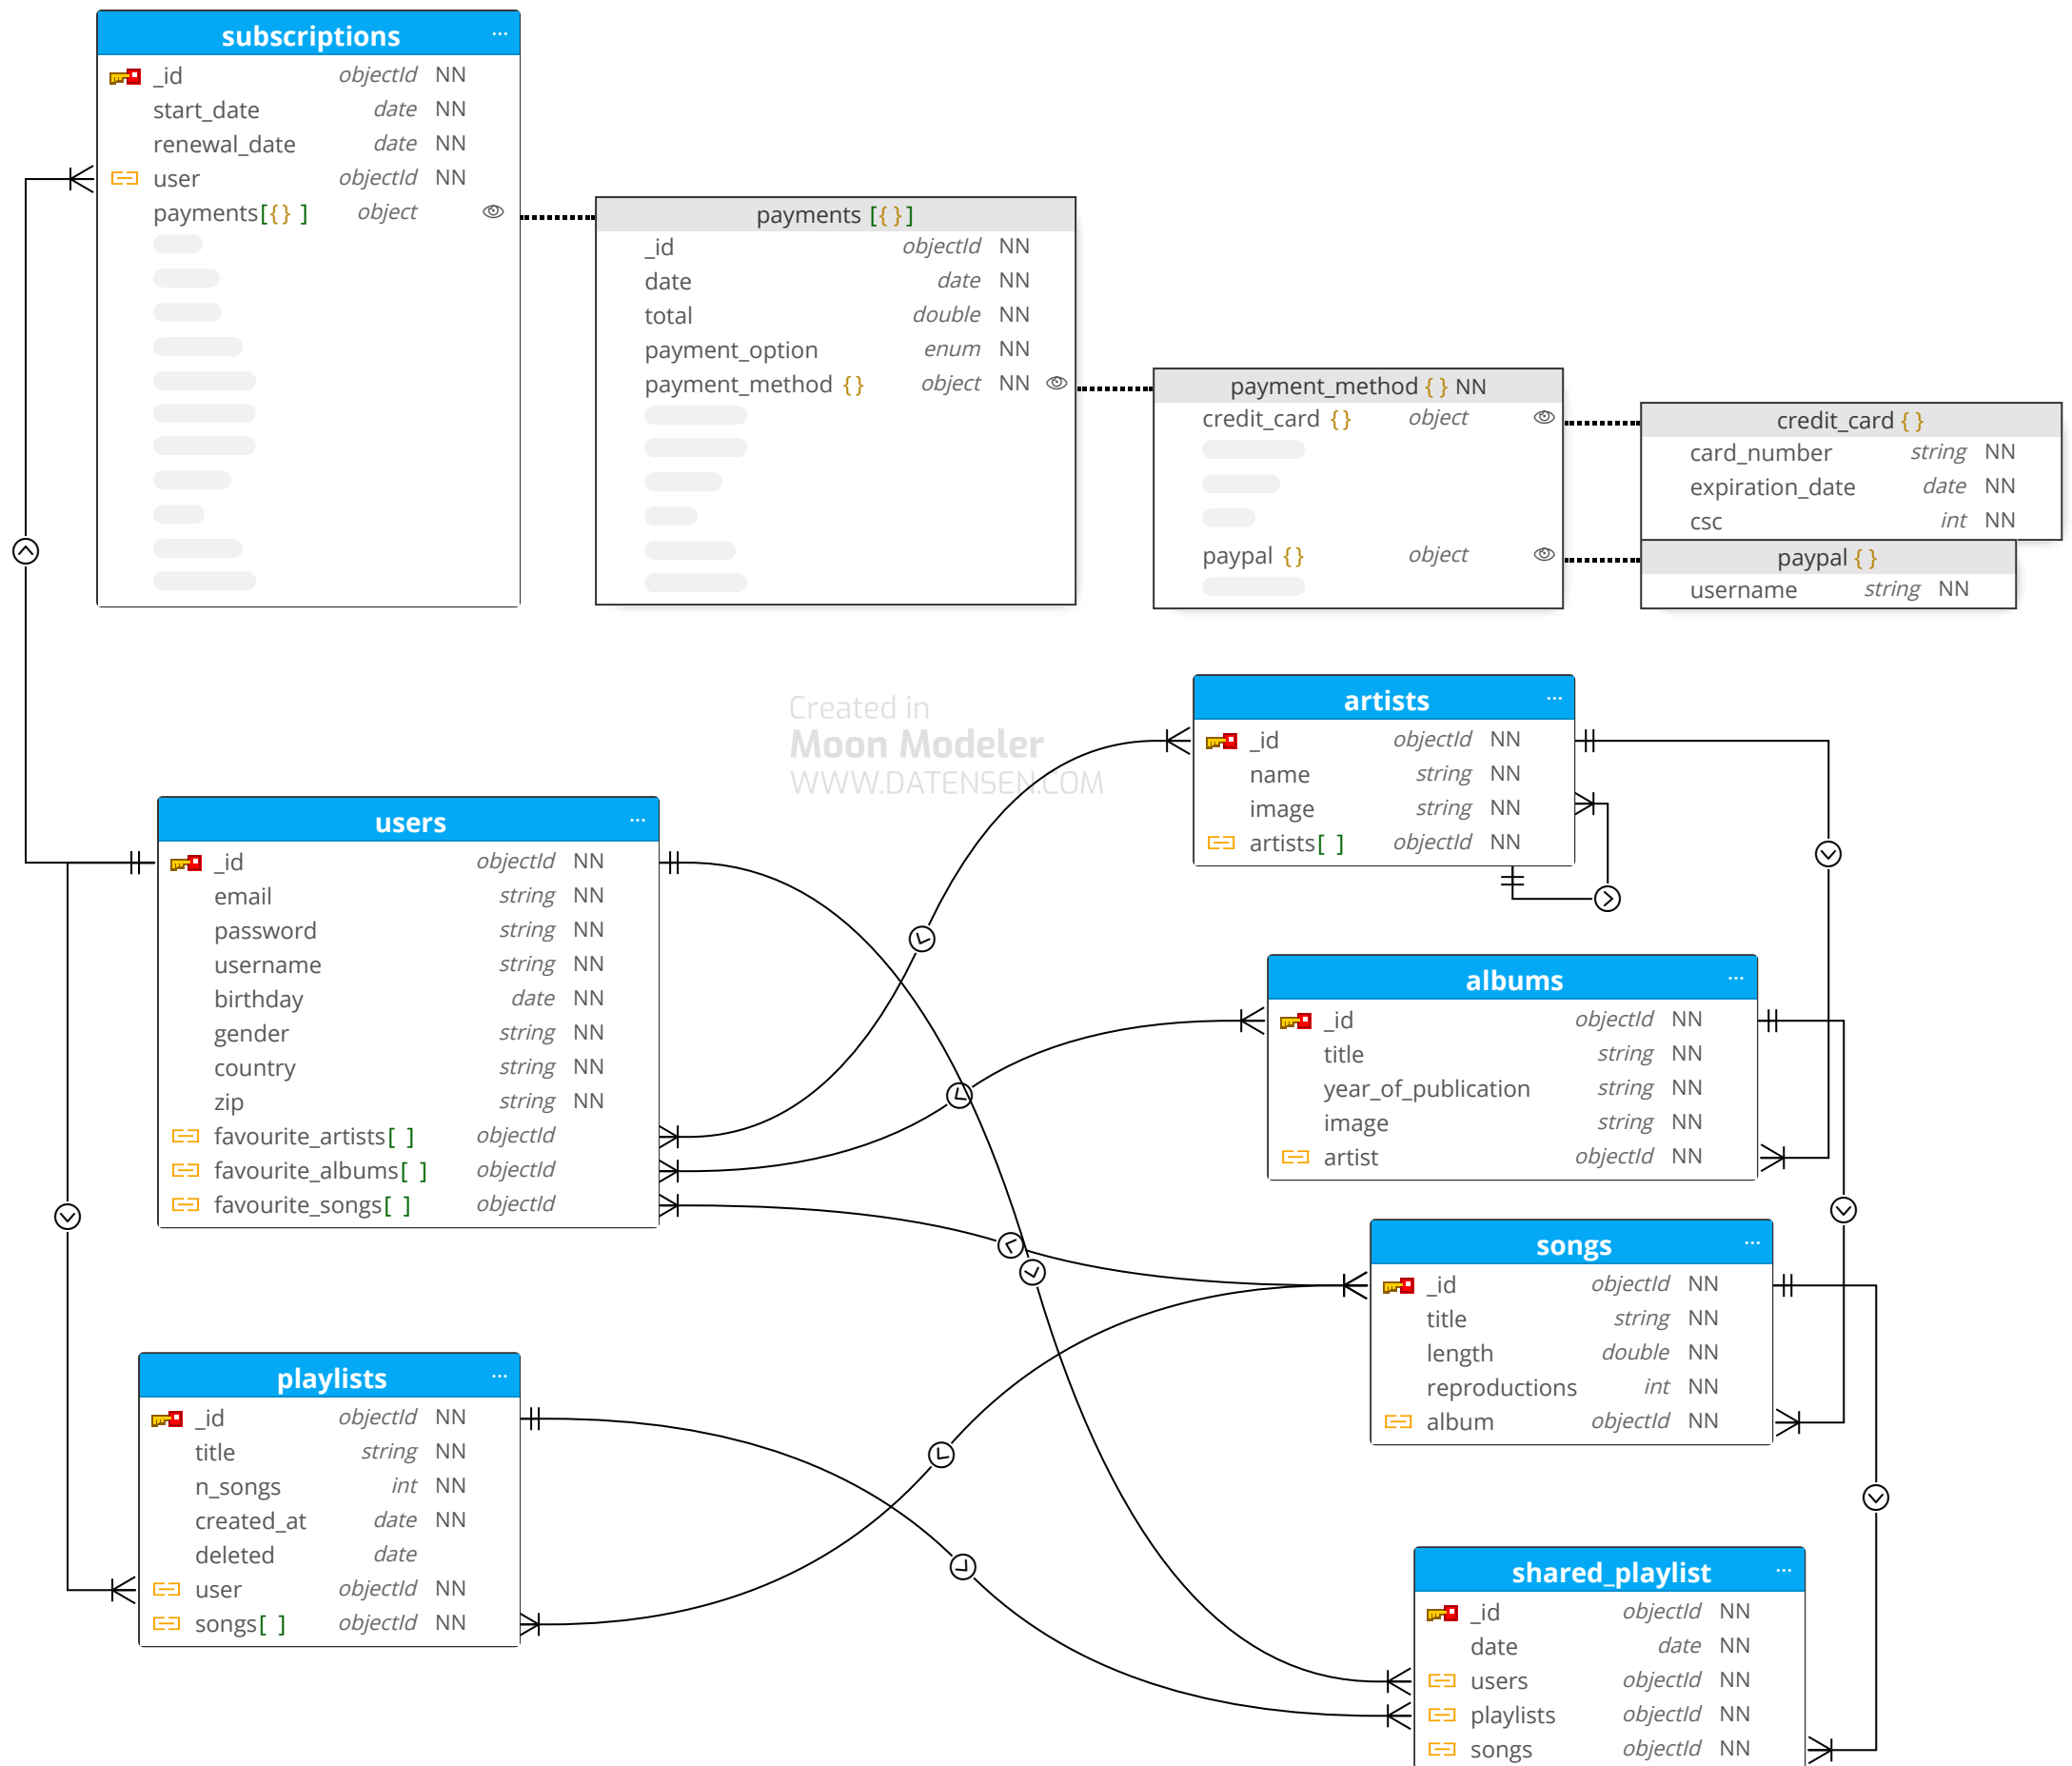 subscriptions ...
_id objectId NN
start_date date NN
renewal_date date NN
user objectId NN
payments[{} ] object
payments [{ }]
_id objectId NN
date date NN
total double NN
payment_option enum NN
payment_method {} object NN
payment_method { } NN
credit_card {} object
paypal {} object
credit_card { }
card_number string NN
expiration_date date NN
csc int NN
paypal { }
username string NN
Created in
Moon Modeler
WWW.DATENSEN.COM
artists ...
_id objectId NN
name string NN
image string NN
artists[ ] objectId NN
users ...
_id objectId NN
email string NN
password string NN
username string NN
birthday date NN
gender string NN
country string NN
zip string NN
favourite_artists[ ] objectId
favourite_albums[ ] objectId
favourite_songs[ ] objectId
albums ...
_id objectId NN
title string NN
year_of_publication string NN
image string NN
artist objectId NN
songs ...
_id objectId NN
title string NN
length double NN
reproductions int NN
album objectId NN
playlists ...
_id objectId NN
title string NN
n_songs int NN
created_at date NN
deleted date
user objectId NN
songs[ ] objectId NN
shared_playlist ...
_id objectId NN
date date NN
users objectId NN
playlists objectId NN
songs objectId NN